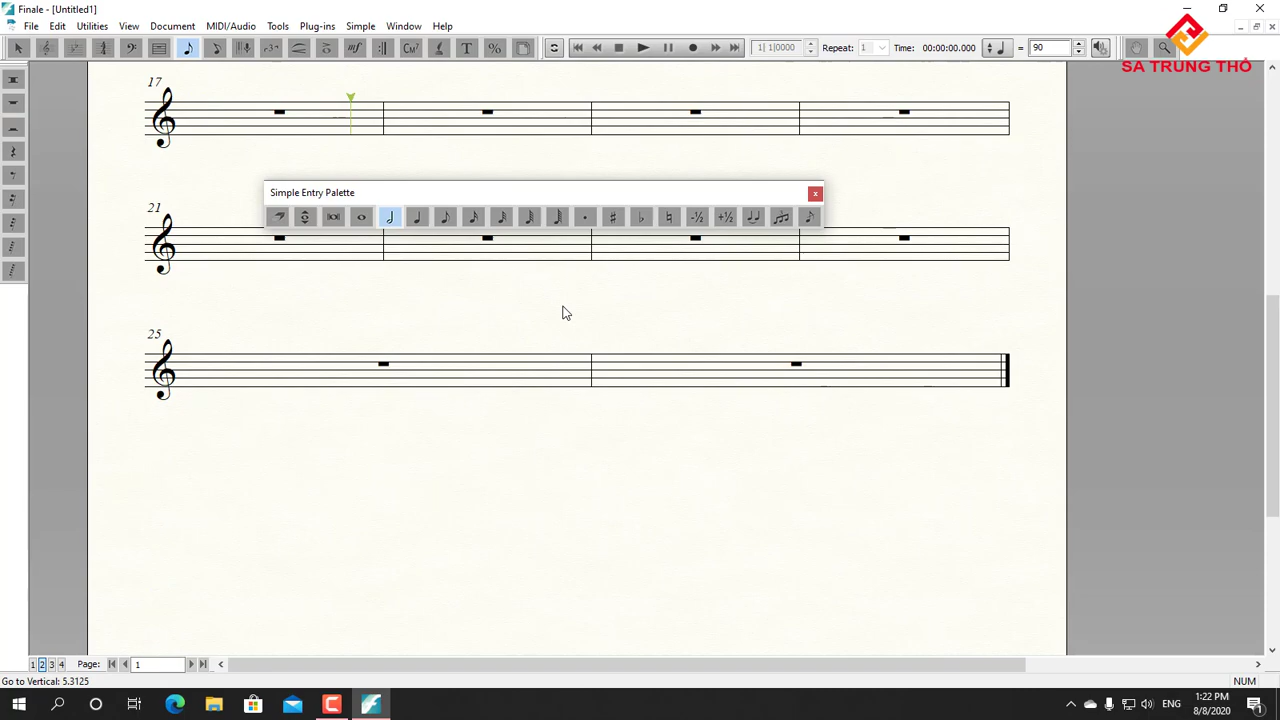 Finale - [Untitled1]
File Edit Utilities View Document MIDI/Audio Tools Plug-ins Simple Window Help
1| 1|0000 Repeat: 1 Time: 00:00:00.000 = 90
SA TRUNG THỔ
17
Simple Entry Palette
21
25
1 2 3 4 Page: 1
Go to Vertical: 5.3125 NUM
ENG 1:22 PM
8/8/2020